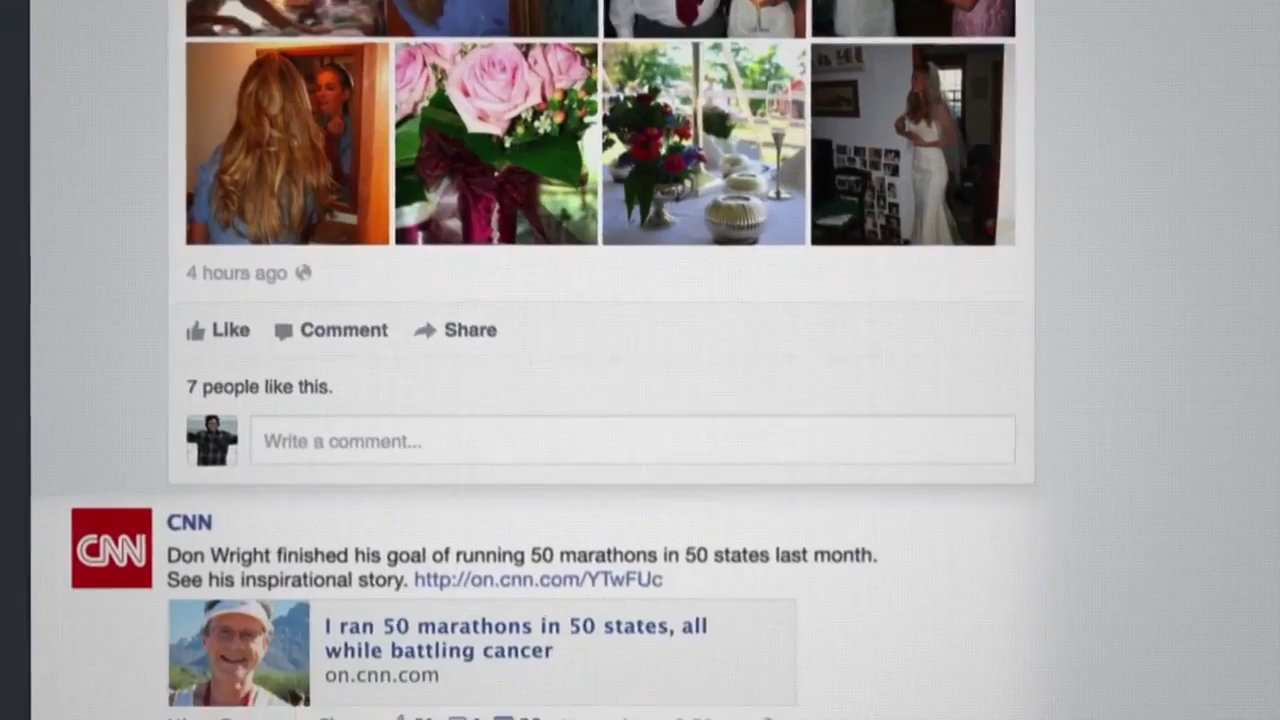 4 hours ago
Like Comment Share
7 people like this.
Write a comment...
CNN
CNN
Don Wright finished his goal of running 50 marathons in 50 states last month.
See his inspirational story. http://on.cnn.com/YTwFUc
I ran 50 marathons in 50 states, all
while battling cancer
on.cnn.com